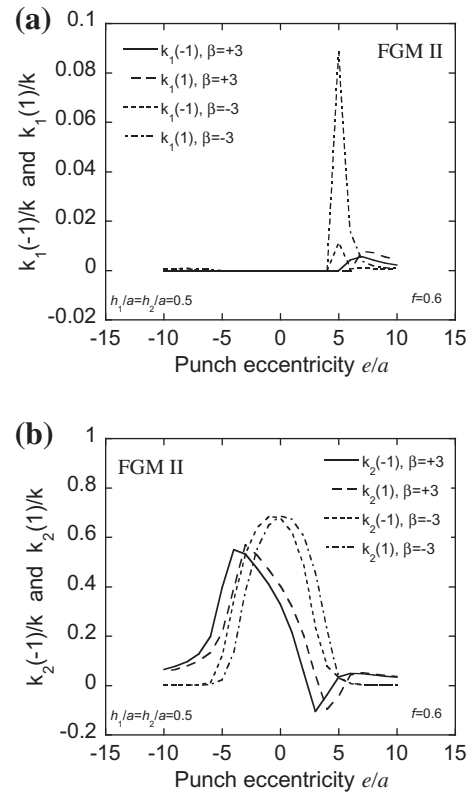 (a)
FGM II
k₁(-1), β=+3
k₁(1), β=+3
k₁(-1), β=-3
k₁(1), β=-3
k₁(-1)/k and k₁(1)/k
0.1
0.08
0.06
0.04
0.02
0
-0.02
h₁/a=h₂/a=0.5
f=0.6
-15 -10 -5 0 5 10 15
Punch eccentricity e/a
(b)
FGM II
k₂(-1), β=+3
k₂(1), β=+3
k₂(-1), β=-3
k₂(1), β=-3
k₂(-1)/k and k₂(1)/k
1
0.8
0.6
0.4
0.2
0
-0.2
h₁/a=h₂/a=0.5
f=0.6
-15 -10 -5 0 5 10 15
Punch eccentricity e/a